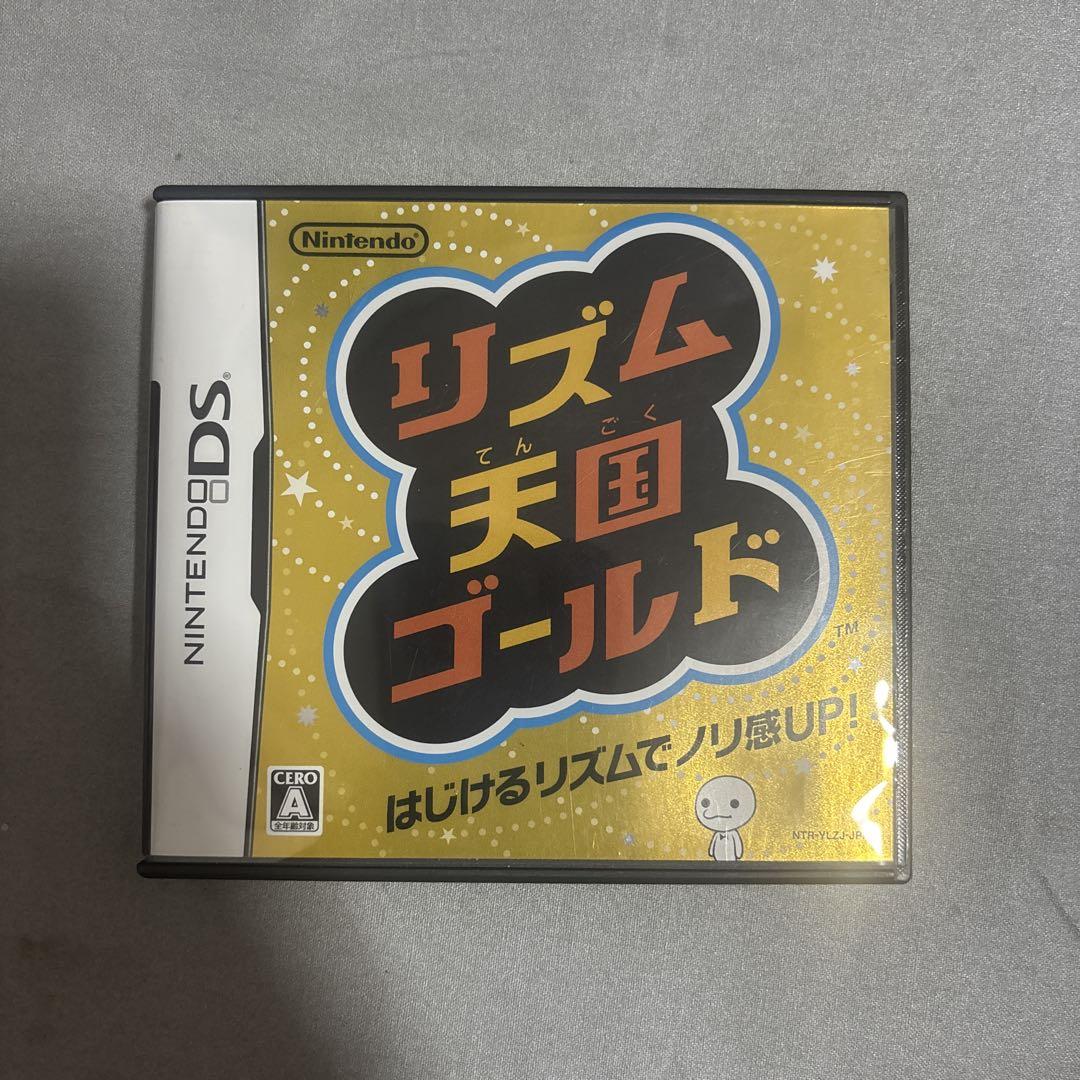 Nintendo
NINTENDO DS®
リズム
てんごく
天国
ゴールド
TM
はじけるリズムでノリ感UP!
CERO
A
全年齢対象
NTR-YLZJ-JP